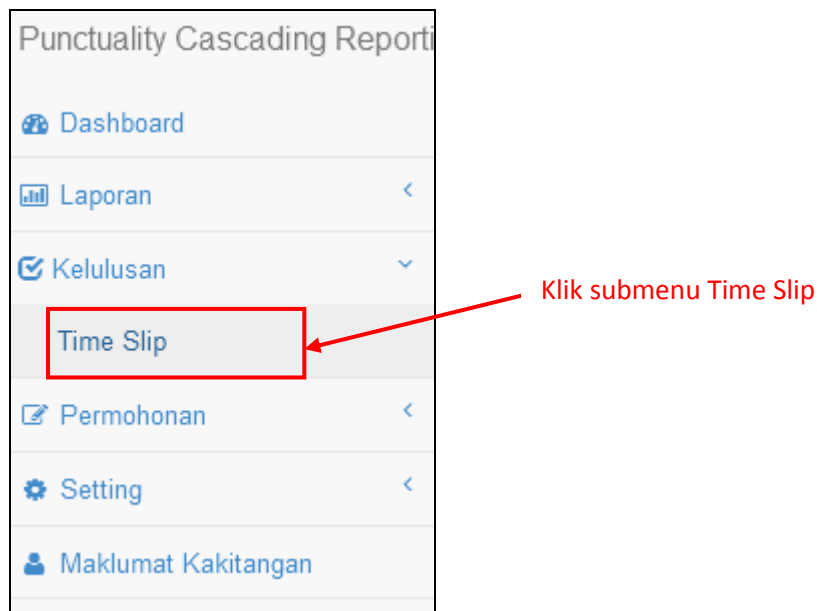 Punctuality Cascading Reporti
Dashboard
Laporan
Kelulusan
Time Slip
Klik submenu Time Slip
Permohonan
Setting
Maklumat Kakitangan